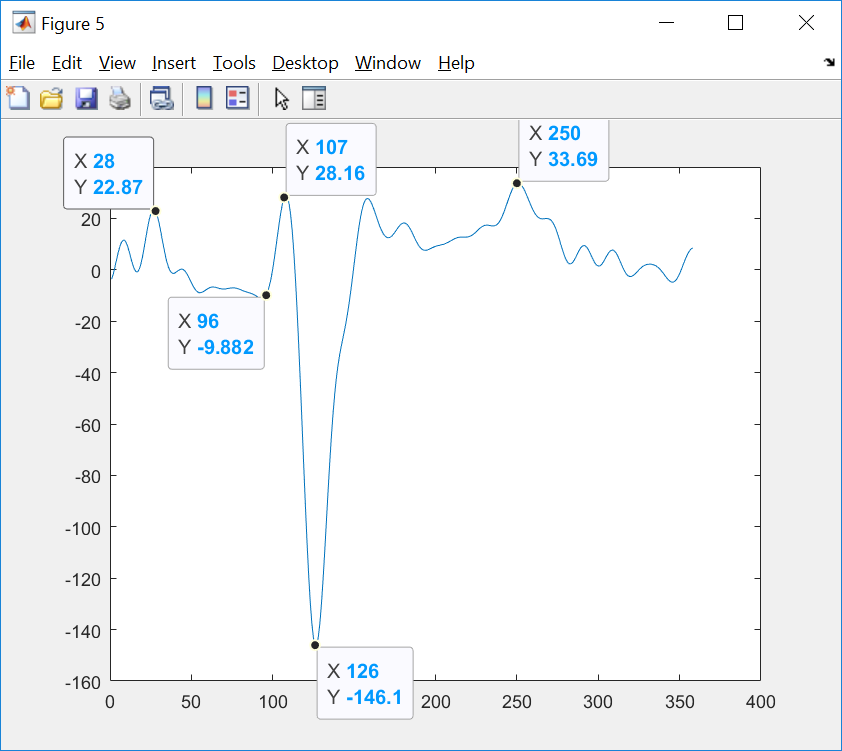 Figure 5
File Edit View Insert Tools Desktop Window Help
X 28
Y 22.87
X 107
Y 28.16
X 250
Y 33.69
X 96
Y -9.882
X 126
Y -146.1
20
0
-20
-40
-60
-80
-100
-120
-140
-160
0 50 100 200 250 300 350 400